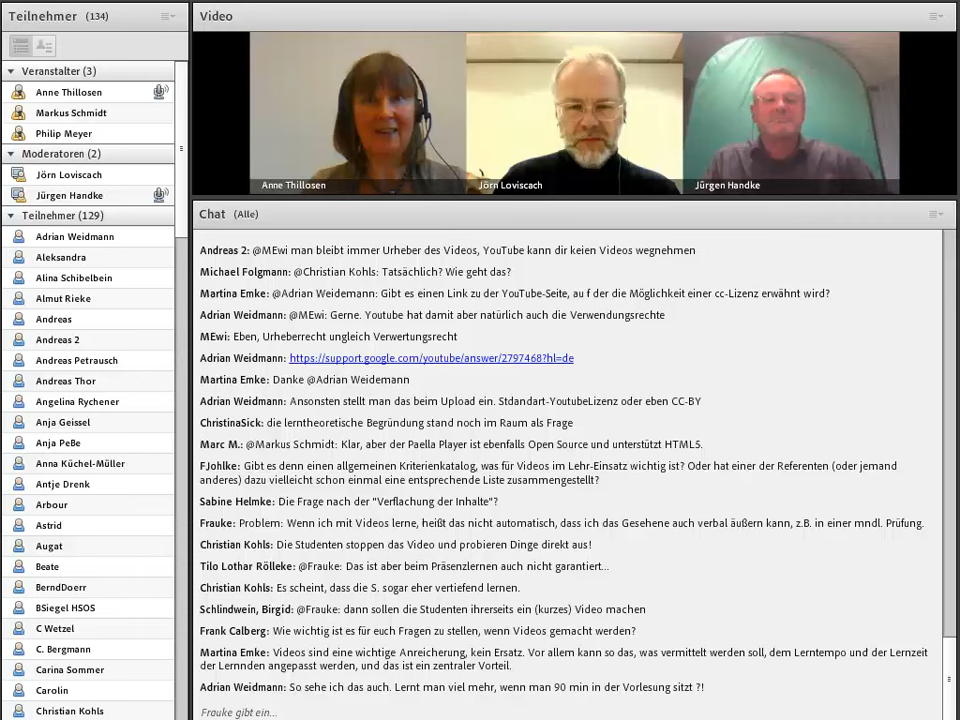 Teilnehmer (134)
Veranstalter (3)
Anne Thillosen
Markus Schmidt
Philip Meyer
Moderatoren (2)
Jörn Loviscach
Jürgen Handke
Teilnehmer (129)
Adrian Weidmann
Aleksandra
Alina Schibelbein
Almut Rieke
Andreas
Andreas 2
Andreas Petrausch
Andreas Thor
Angelina Rychener
Anja Geissel
Anja PeBe
Anna Küchel-Müller
Antje Drenk
Arbour
Astrid
Augat
Beate
BerndDoerr
BSiegel HSOS
C Wetzel
C. Bergmann
Carina Sommer
Carolin
Christian Kohls
Video
Anne Thillosen
Jörn Loviscach
Jürgen Handke
Chat (Alle)
Andreas 2: @MEwi man bleibt immer Urheber des Videos, YouTube kann dir keien Videos wegnehmen
Michael Folgmann: @Christian Kohls: Tatsächlich? Wie geht das?
Martina Emke: @Adrian Weidemann: Gibt es einen Link zu der YouTube-Seite, au f der die Möglichkeit einer cc-Lizenz erwähnt wird?
Adrian Weidmann: @MEwi: Gerne. Youtube hat damit aber natürlich auch die Verwendungsrechte
MEwi: Eben, Urheberrecht ungleich Verwertungsrecht
Adrian Weidmann: https://support.google.com/youtube/answer/2797468?hl=de
Martina Emke: Danke @Adrian Weidemann
Adrian Weidmann: Ansonsten stellt man das beim Upload ein. Stdandart-YoutubeLizenz oder eben CC-BY
ChristinaSick: die lerntheoretische Begründung stand noch im Raum als Frage
Marc M.: @Markus Schmidt: Klar, aber der Paella Player ist ebenfalls Open Source und unterstützt HTML5.
FJohlke: Gibt es denn einen allgemeinen Kriterienkatalog, was für Videos im Lehr-Einsatz wichtig ist? Oder hat einer der Referenten (oder jemand
anderes) dazu vielleicht schon einmal eine entsprechende Liste zusammengestellt?
Sabine Helmke: Die Frage nach der "Verflachung der Inhalte"?
Frauke: Problem: Wenn ich mit Videos lerne, heißt das nicht automatisch, dass ich das Gesehene auch verbal äußern kann, z.B. in einer mndl. Prüfung.
Christian Kohls: Die Studenten stoppen das Video und probieren Dinge direkt aus!
Tilo Lothar Rölleke: @Frauke: Das ist aber beim Präsenzlernen auch nicht garantiert...
Christian Kohls: Es scheint, dass die S. sogar eher vertiefend lernen.
Schlindwein, Birgid: @Frauke: dann sollen die Studenten ihrerseits ein (kurzes) Video machen
Frank Calberg: Wie wichtig ist es für euch Fragen zu stellen, wenn Videos gemacht werden?
Martina Emke: Videos sind eine wichtige Anreicherung, kein Ersatz. Vor allem kann so das, was vermittelt werden soll, dem Lerntempo und der Lernzeit
der Lernnden angepasst werden, und das ist ein zentraler Vorteil.
Adrian Weidmann: So sehe ich das auch. Lernt man viel mehr, wenn man 90 min in der Vorlesung sitzt ?!
Frauke gibt ein...